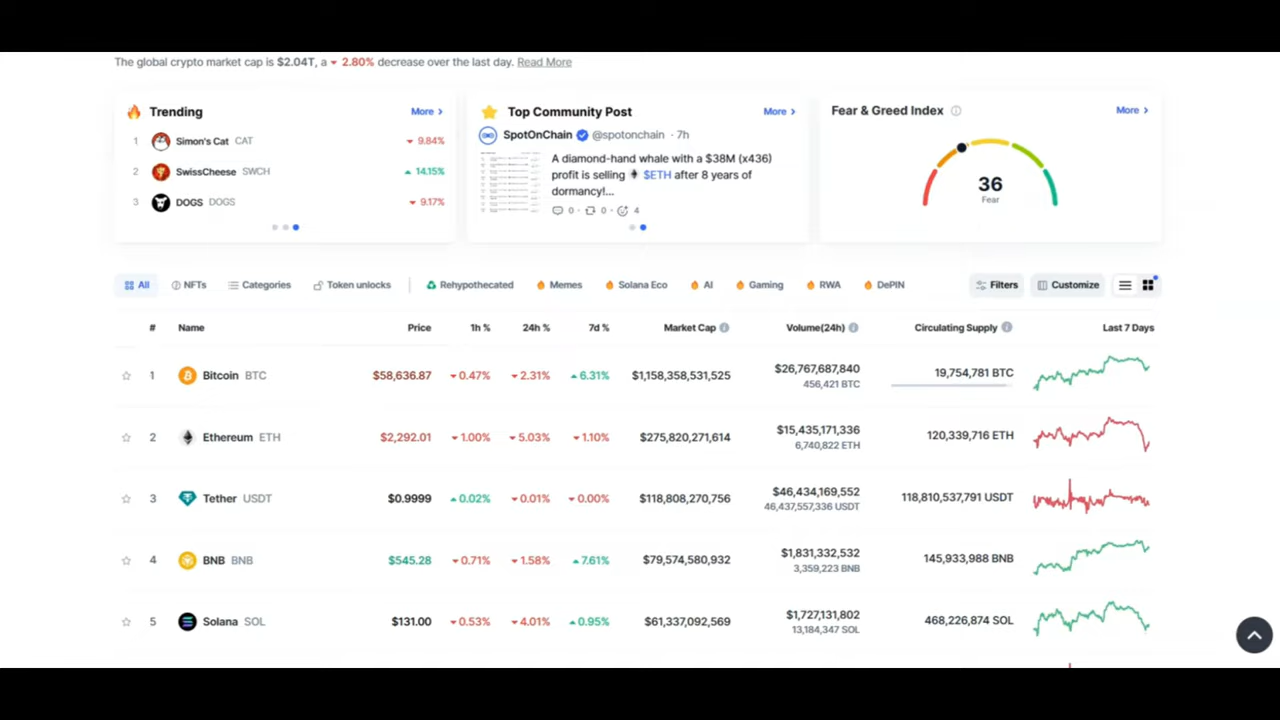 The global crypto market cap is $2.04T, a 2.80% decrease over the last day. Read More
Trending
More
1 Simon's Cat CAT 9.84%
2 SwissCheese SWCH 14.15%
3 DOGS DOGS 9.17%
Top Community Post
More
SpotOnChain @spotonchain · 7h
A diamond-hand whale with a $38M (x436)
profit is selling $ETH after 8 years of
dormancy!...
0 · 0 · 4
Fear & Greed Index
More
36
Fear
All NFTs Categories Token unlocks Rehypothecated Memes Solana Eco AI Gaming RWA DePIN Filters Customize
# Name Price 1h % 24h % 7d % Market Cap Volume(24h) Circulating Supply Last 7 Days
1 Bitcoin BTC $58,636.87 0.47% 2.31% 6.31% $1,158,358,531,525 $26,767,687,840 19,754,781 BTC
456,421 BTC
2 Ethereum ETH $2,292.01 1.00% 5.03% 1.10% $275,820,271,614 $15,435,171,336 120,339,716 ETH
6,740,822 ETH
3 Tether USDT $0.9999 0.02% 0.01% 0.00% $118,808,270,756 $46,434,169,552 118,810,537,791 USDT
46,437,557,336 USDT
4 BNB BNB $545.28 0.71% 1.58% 7.61% $79,574,580,932 $1,831,332,532 145,933,988 BNB
3,359,223 BNB
5 Solana SOL $131.00 0.53% 4.01% 0.95% $61,337,092,569 $1,727,131,802 468,226,874 SOL
13,184,347 SOL